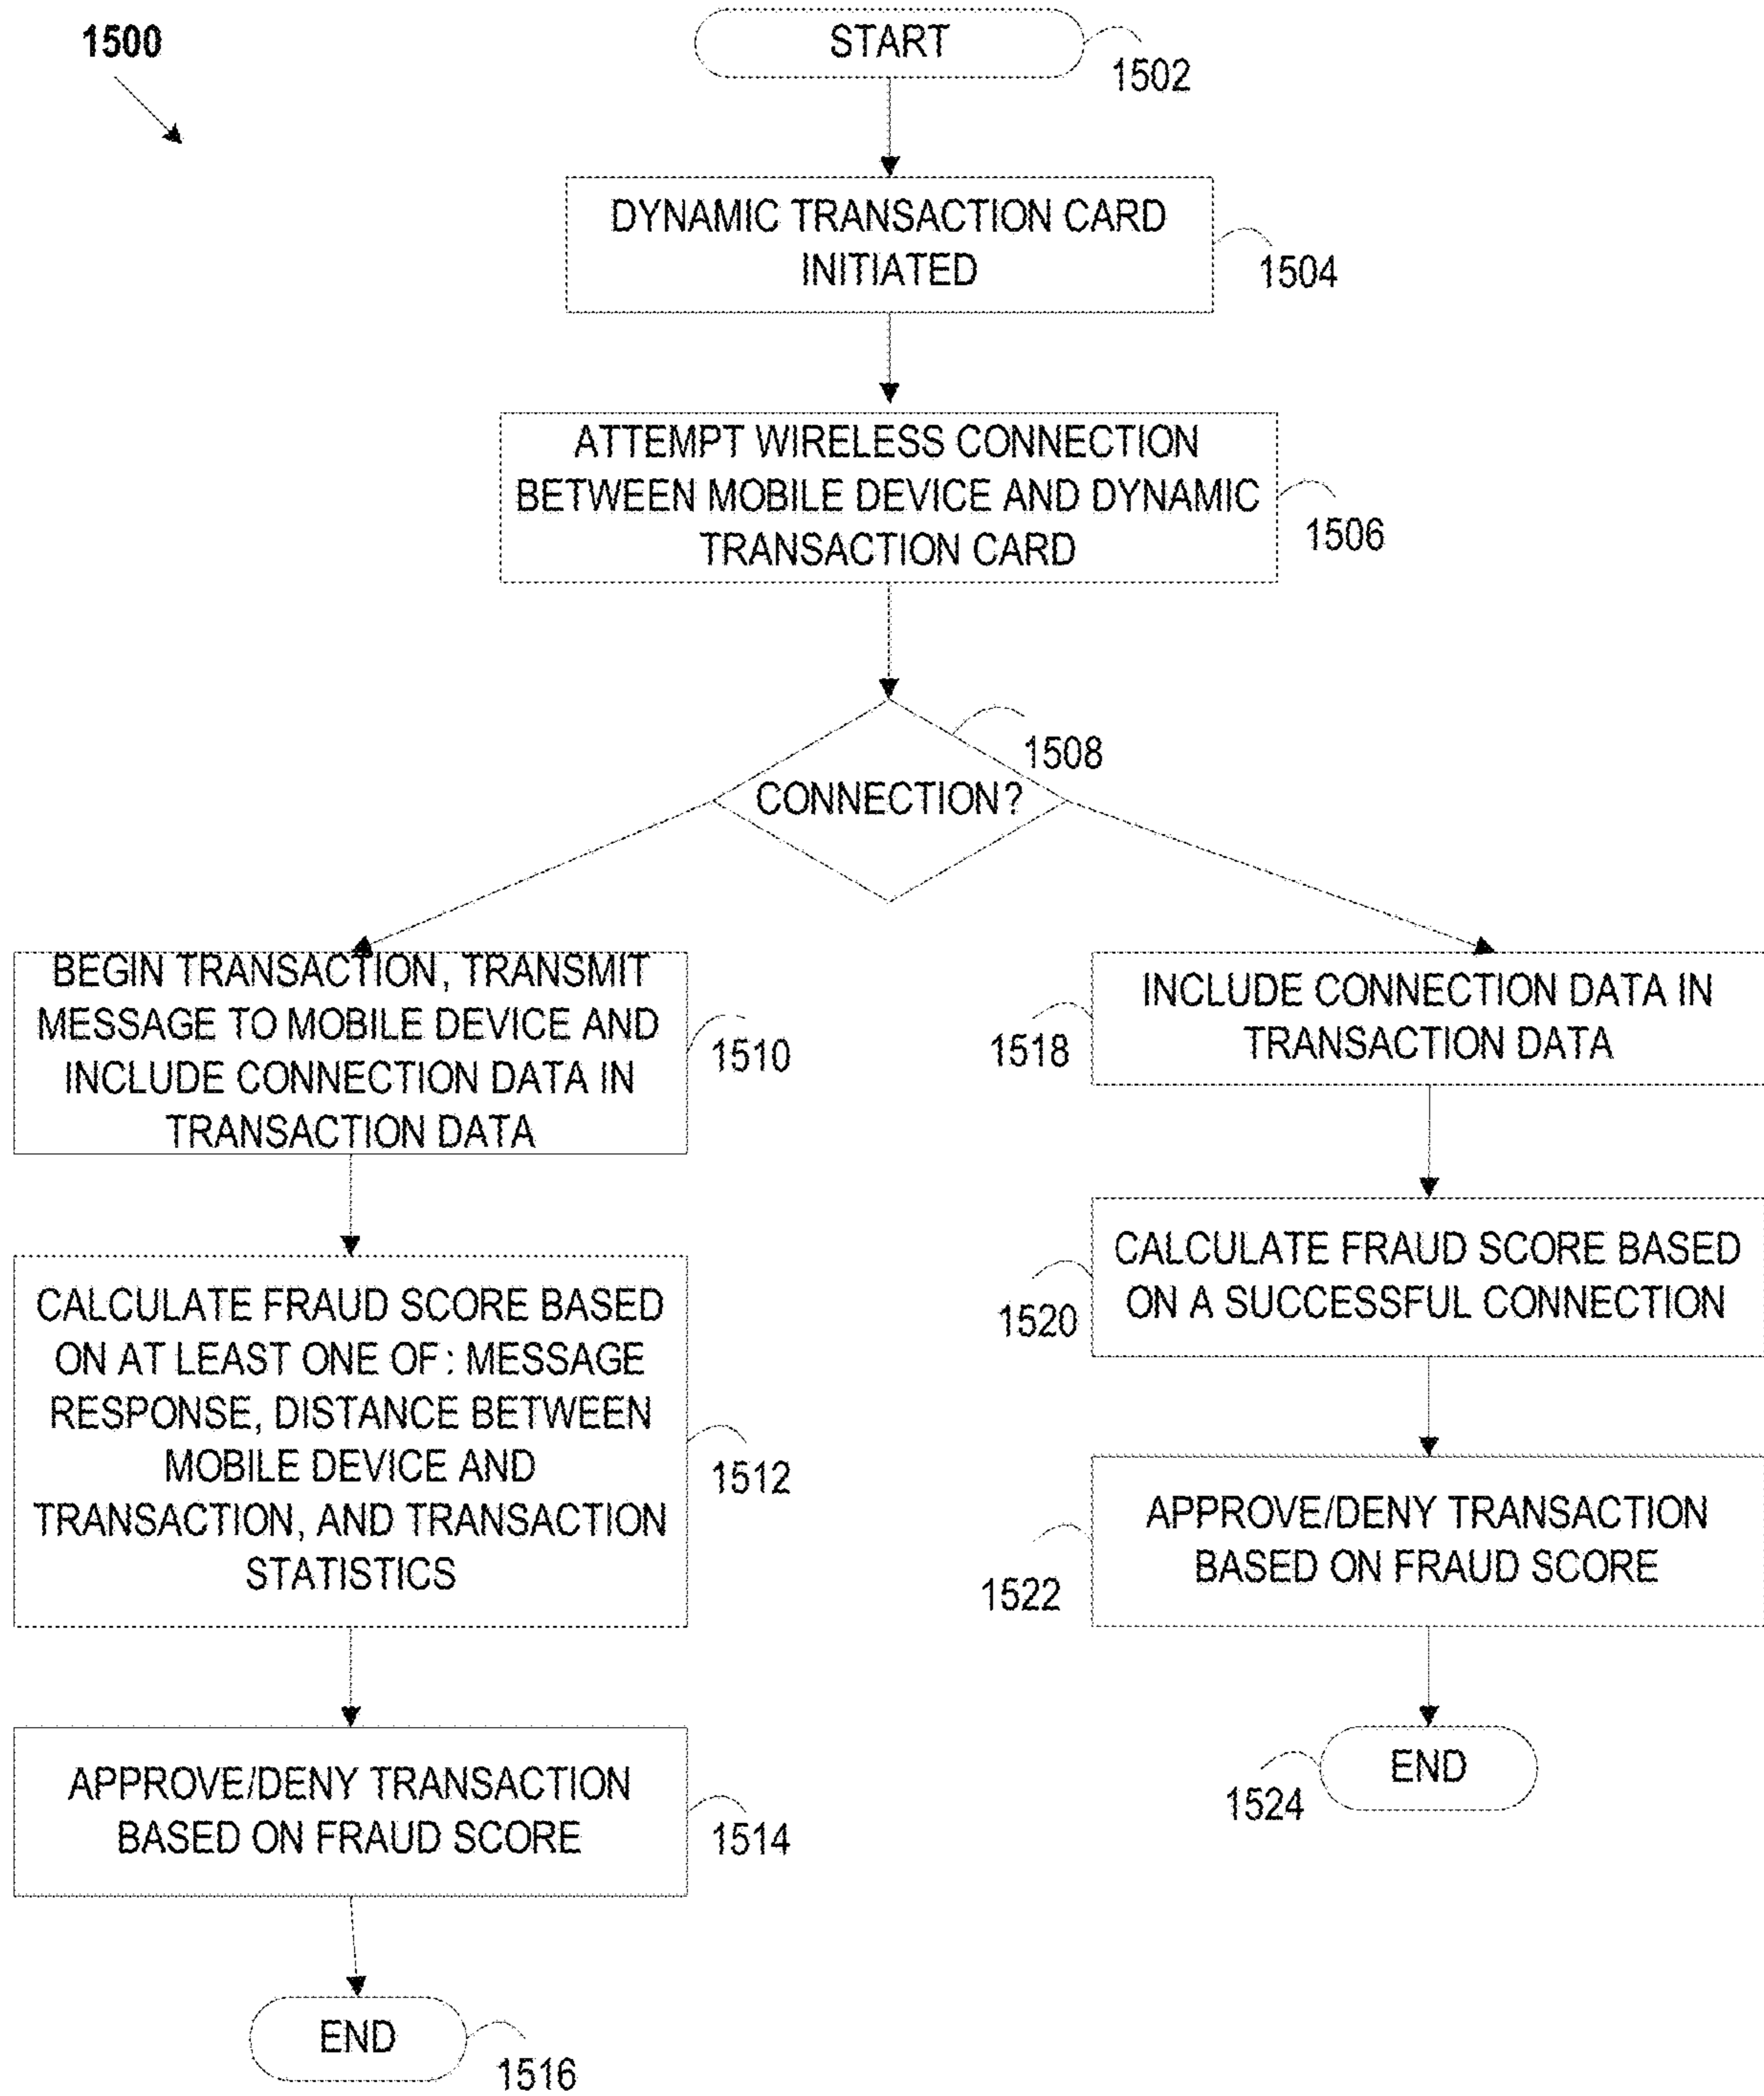 1500
START
1502
DYNAMIC TRANSACTION CARD
INITIATED
1504
ATTEMPT WIRELESS CONNECTION
BETWEEN MOBILE DEVICE AND DYNAMIC
TRANSACTION CARD
1506
1508
CONNECTION?
BEGIN TRANSACTION, TRANSMIT
MESSAGE TO MOBILE DEVICE AND
INCLUDE CONNECTION DATA IN
TRANSACTION DATA
1510
CALCULATE FRAUD SCORE BASED
ON AT LEAST ONE OF: MESSAGE
RESPONSE, DISTANCE BETWEEN
MOBILE DEVICE AND
TRANSACTION, AND TRANSACTION
STATISTICS
1512
APPROVE/DENY TRANSACTION
BASED ON FRAUD SCORE
1514
END
1516
INCLUDE CONNECTION DATA IN
TRANSACTION DATA
1518
CALCULATE FRAUD SCORE BASED
ON A SUCCESSFUL CONNECTION
1520
APPROVE/DENY TRANSACTION
BASED ON FRAUD SCORE
1522
END
1524